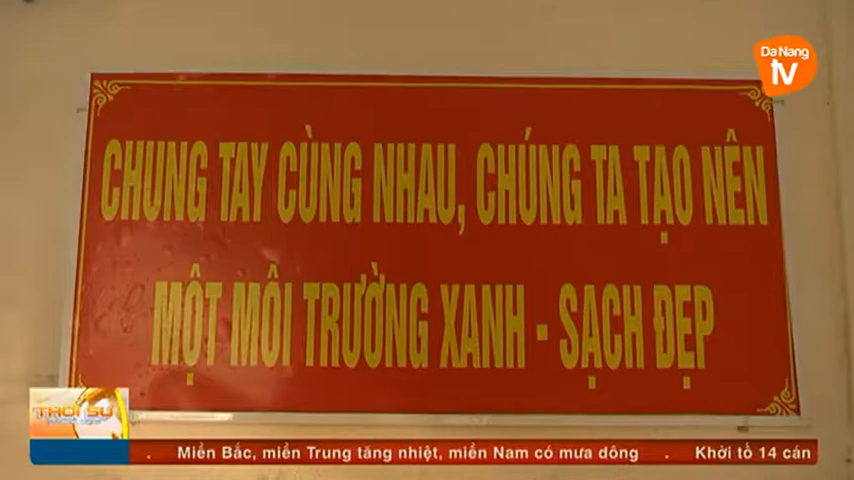 Da Nang
tv
CHUNG TAY CÙNG NHAU, CHÚNG TA TẠO NÊN
MỘT MÔI TRƯỜNG XANH - SẠCH ĐẸP
THỜI SỰ
. Miền Bắc, miền Trung tăng nhiệt, miền Nam có mưa dông . Khởi tố 14 cán